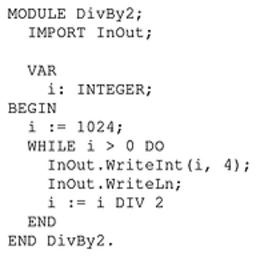 MODULE DivBy2;
  IMPORT InOut;

  VAR
    i: INTEGER;
BEGIN
  i := 1024;
  WHILE i > 0 DO
    InOut.WriteInt(i, 4);
    InOut.WriteLn;
    i := i DIV 2
  END
END DivBy2.